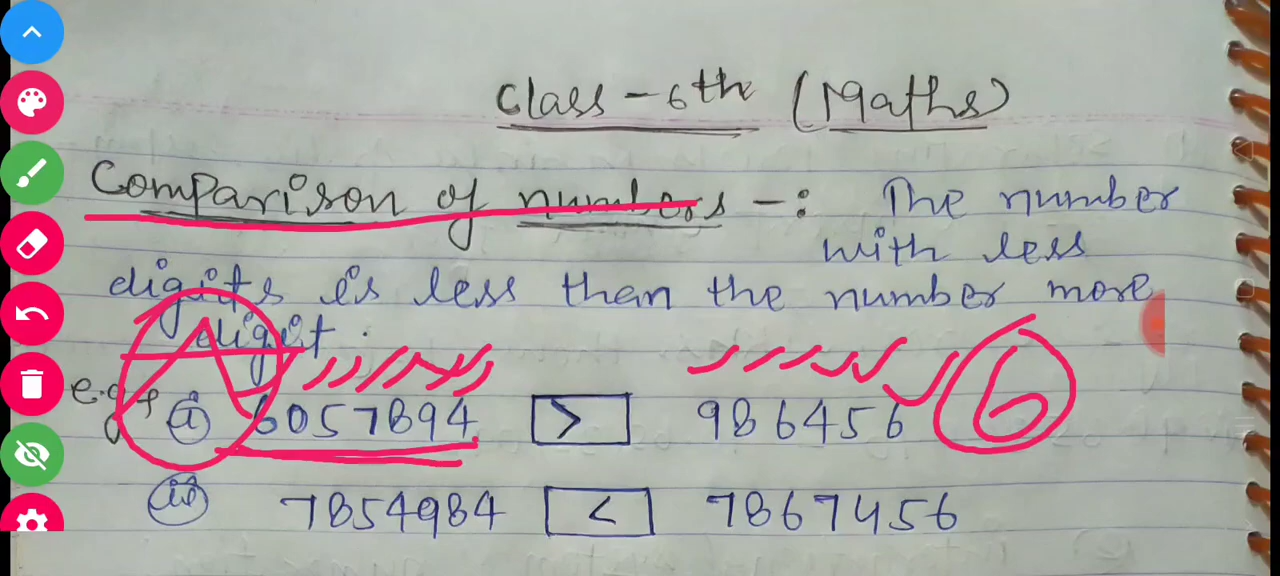 Class - 6th (Maths)
Comparison of numbers -: The number
with less
digits is less than the number more
digit.
e.g. → (i) 6057894 > 986456 6
(ii) 7854984 < 7867456